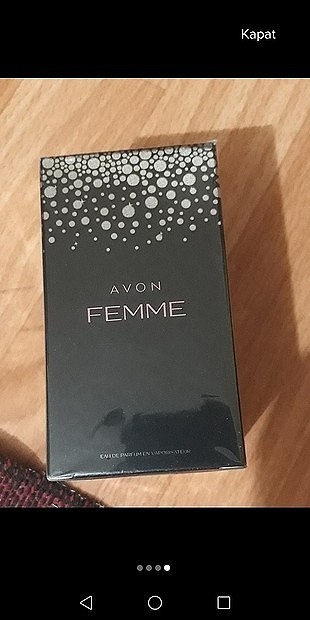 Kapat
AVON
FEMME
EAU DE PARFUM EN VAPORISATEUR